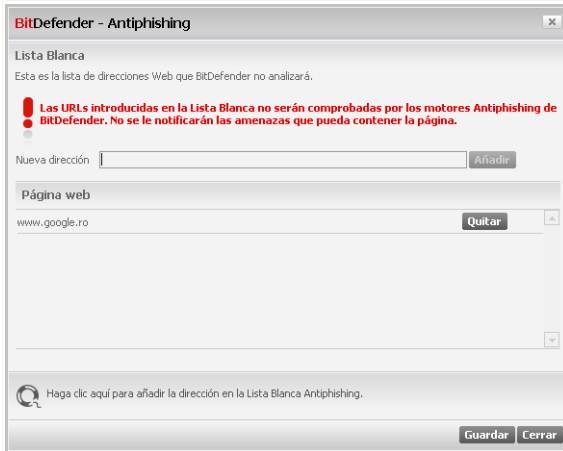 BitDefender - Antiphishing
Lista Blanca
Esta es la lista de direcciones Web que BitDefender no analizará.
Las URLs introducidas en la Lista Blanca no serán comprobadas por los motores Antiphishing de
BitDefender. No se le notificarán las amenazas que pueda contener la página.
Nueva dirección Añadir
Página web
www.google.ro Quitar
Haga clic aquí para añadir la dirección en la Lista Blanca Antiphishing.
Guardar Cerrar